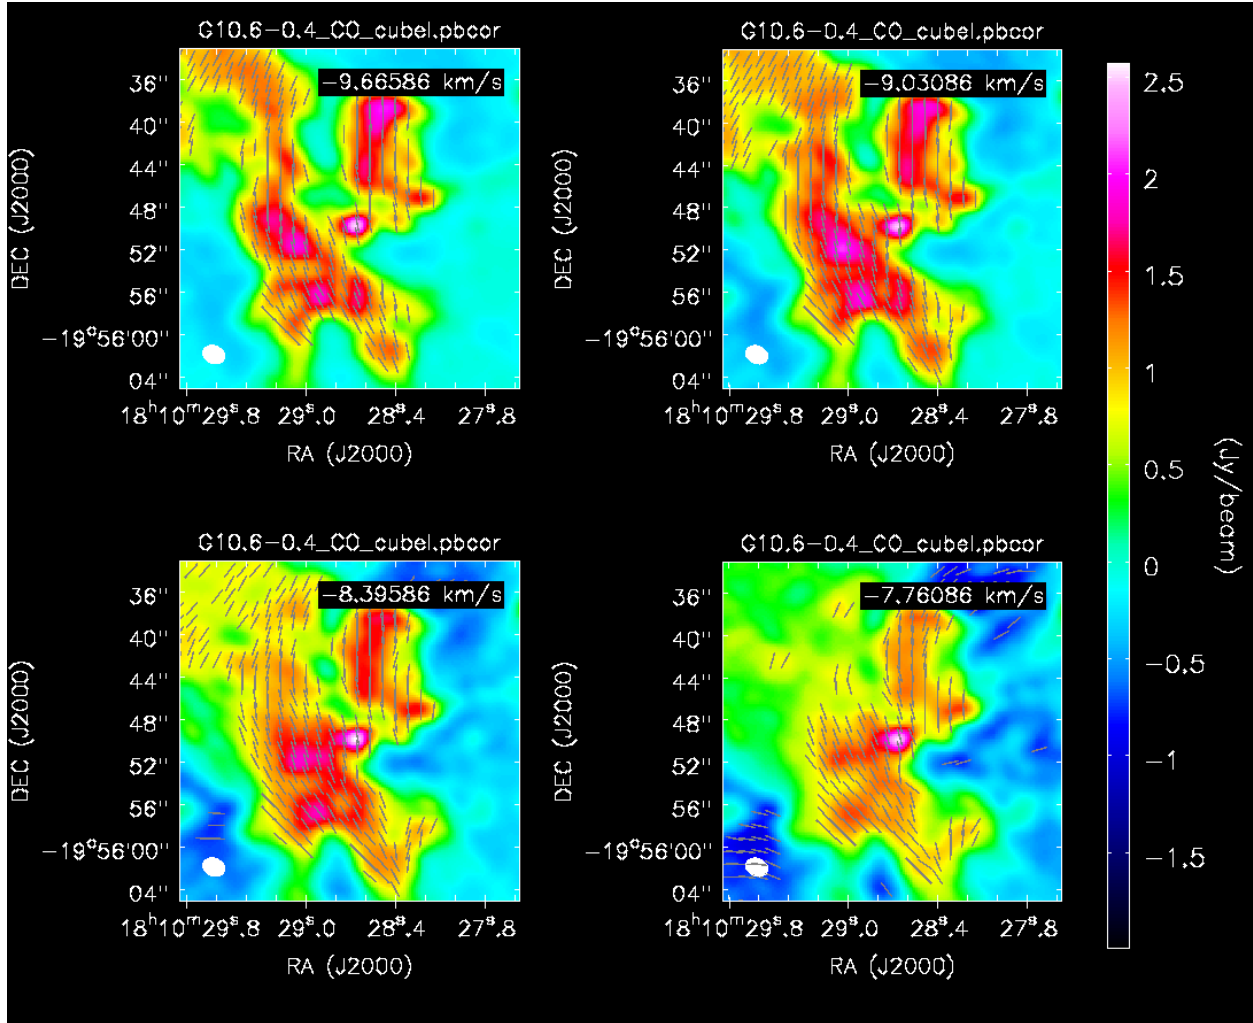 G10.6-0.4_CO_cubeI.pbcor
-9.66586 km/s
36''
40''
44''
48''
52''
56''
-19°56'00''
04''
DEC (J2000)
18ʰ10ᵐ29ˢ.8 29ˢ.0 28ˢ.4 27ˢ.8
RA (J2000)
G10.6-0.4_CO_cubeI.pbcor
-9.03086 km/s
36''
40''
44''
48''
52''
56''
-19°56'00''
04''
DEC (J2000)
18ʰ10ᵐ29ˢ.8 29ˢ.0 28ˢ.4 27ˢ.8
RA (J2000)
G10.6-0.4_CO_cubeI.pbcor
-8.39586 km/s
36''
40''
44''
48''
52''
56''
-19°56'00''
04''
DEC (J2000)
18ʰ10ᵐ29ˢ.8 29ˢ.0 28ˢ.4 27ˢ.8
RA (J2000)
G10.6-0.4_CO_cubeI.pbcor
-7.76086 km/s
36''
40''
44''
48''
52''
56''
-19°56'00''
04''
DEC (J2000)
18ʰ10ᵐ29ˢ.8 29ˢ.0 28ˢ.4 27ˢ.8
RA (J2000)
2.5
2
1.5
1
0.5
0
-0.5
-1
-1.5
(Jy/beam)